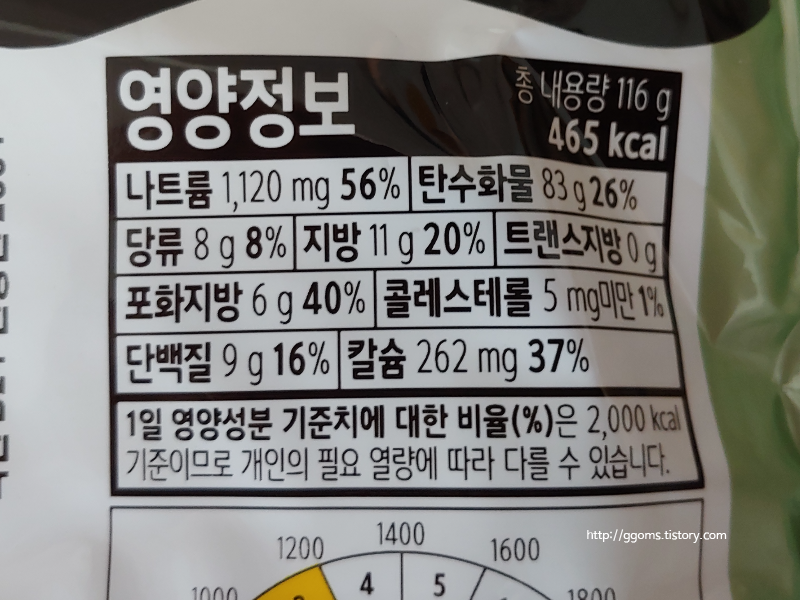 영양정보
총 내용량 116 g
465 kcal
나트륨 1,120 mg 56% 탄수화물 83 g 26%
당류 8 g 8% 지방 11 g 20% 트랜스지방 0 g
포화지방 6 g 40% 콜레스테롤 5 mg미만 1%
단백질 9 g 16% 칼슘 262 mg 37%
1일 영양성분 기준치에 대한 비율(%)은 2,000 kcal
기준이므로 개인의 필요 열량에 따라 다를 수 있습니다.
http://ggoms.tistory.com
1200 1400 1600
1000 4 5 1800